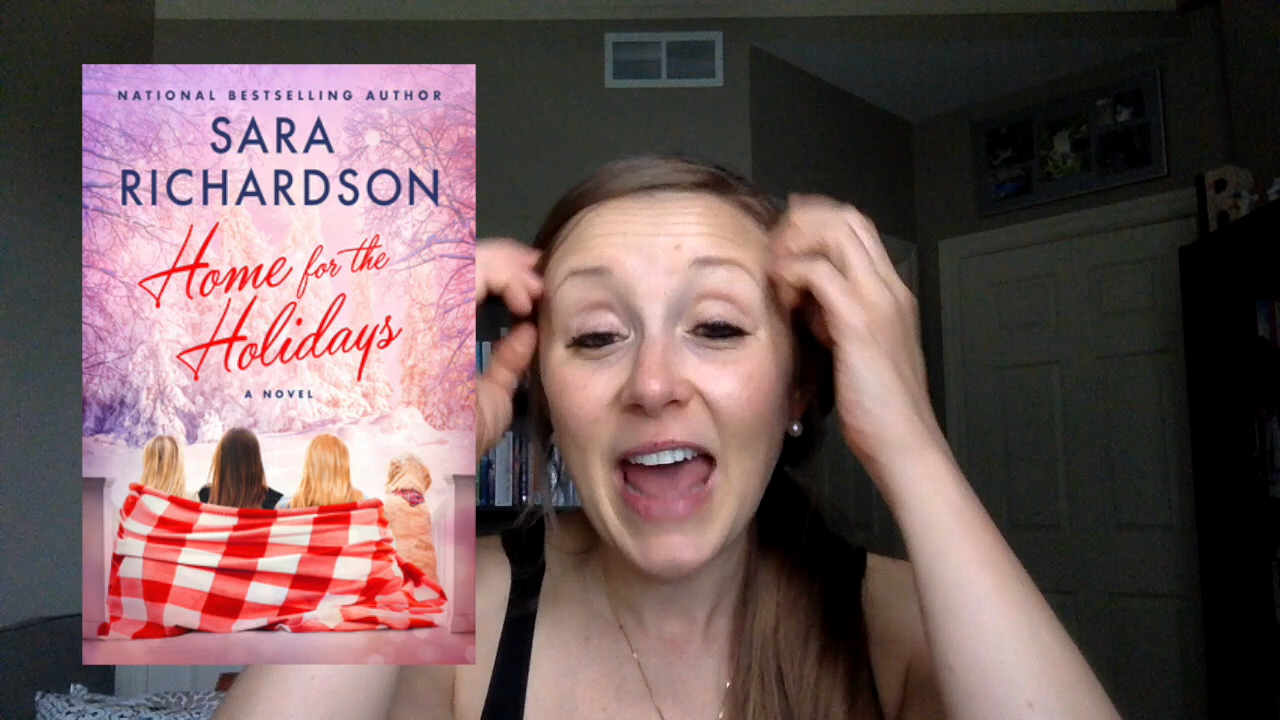 NATIONAL BESTSELLING AUTHOR
SARA
RICHARDSON
Home for the
Holidays
A NOVEL
R